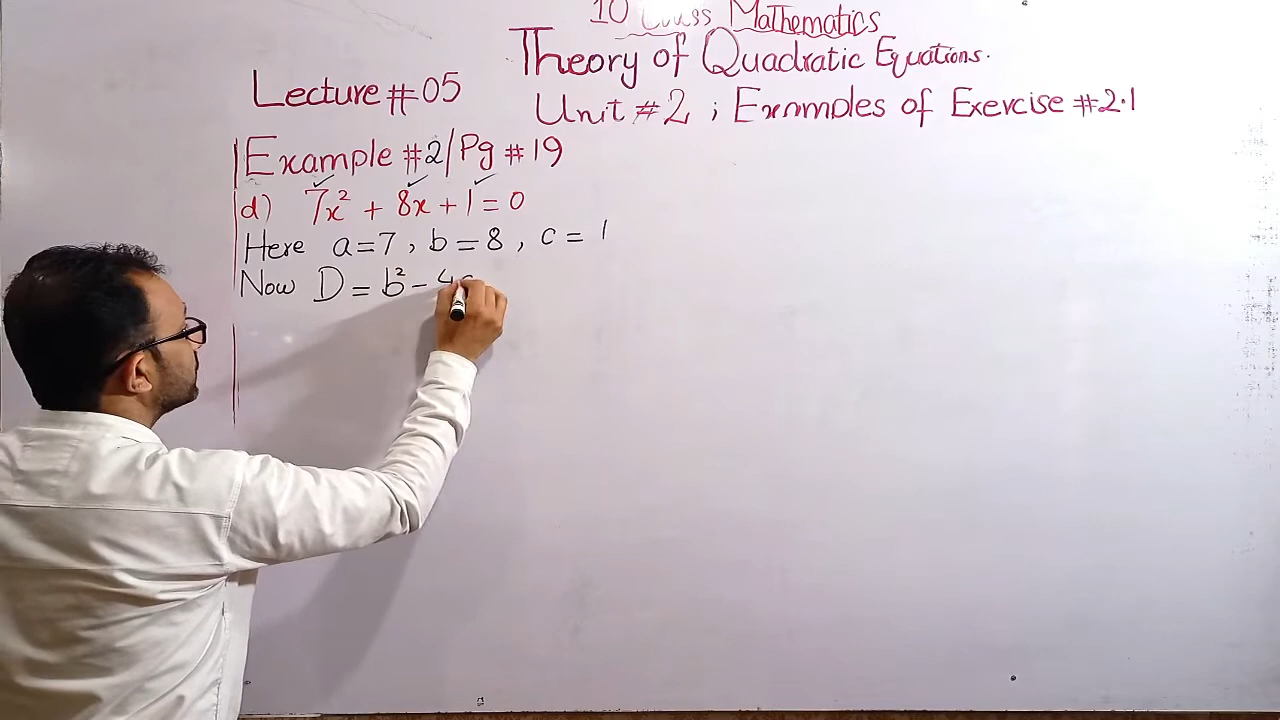 10 Class Mathematics
Theory of Quadratic Equations.
Lecture #05
Unit #2 ; Examples of Exercise #2.1
Example #2/Pg #19
d) 7x² + 8x + 1 = 0
Here a=7, b=8, c=1
Now D = b² - 4